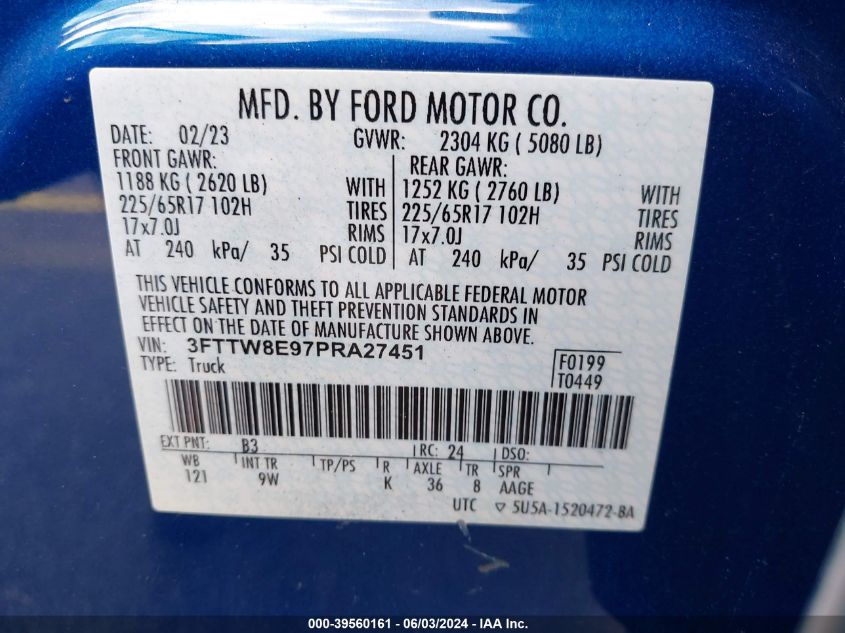 MFD. BY FORD MOTOR CO.
DATE: 02/23 GVWR: 2304 KG ( 5080 LB)
FRONT GAWR: REAR GAWR:
1188 KG ( 2620 LB) WITH 1252 KG ( 2760 LB) WITH
225/65R17 102H TIRES 225/65R17 102H TIRES
17x7.0J RIMS 17x7.0J RIMS
AT 240 kPa/ 35 PSI COLD AT 240 kPa/ 35 PSI COLD
THIS VEHICLE CONFORMS TO ALL APPLICABLE FEDERAL MOTOR
VEHICLE SAFETY AND THEFT PREVENTION STANDARDS IN
EFFECT ON THE DATE OF MANUFACTURE SHOWN ABOVE.
VIN: 3FTTW8E97PRA27451
TYPE: Truck
F0199
T0449
EXT PNT: B3 RC: 24 DSO:
WB INT TR TP/PS R AXLE TR SPR
121 9W K 36 8 AAGE
UTC ▽ 5U5A-1520472-BA
000-39560161 - 06/03/2024 - IAA Inc.